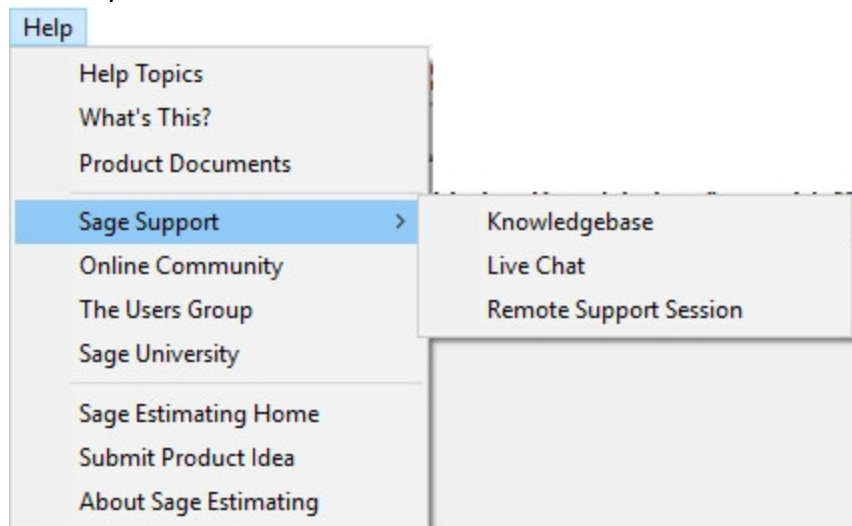 Help
Help Topics
What's This?
Product Documents
Sage Support
Knowledgebase
Online Community
Live Chat
The Users Group
Remote Support Session
Sage University
Sage Estimating Home
Submit Product Idea
About Sage Estimating